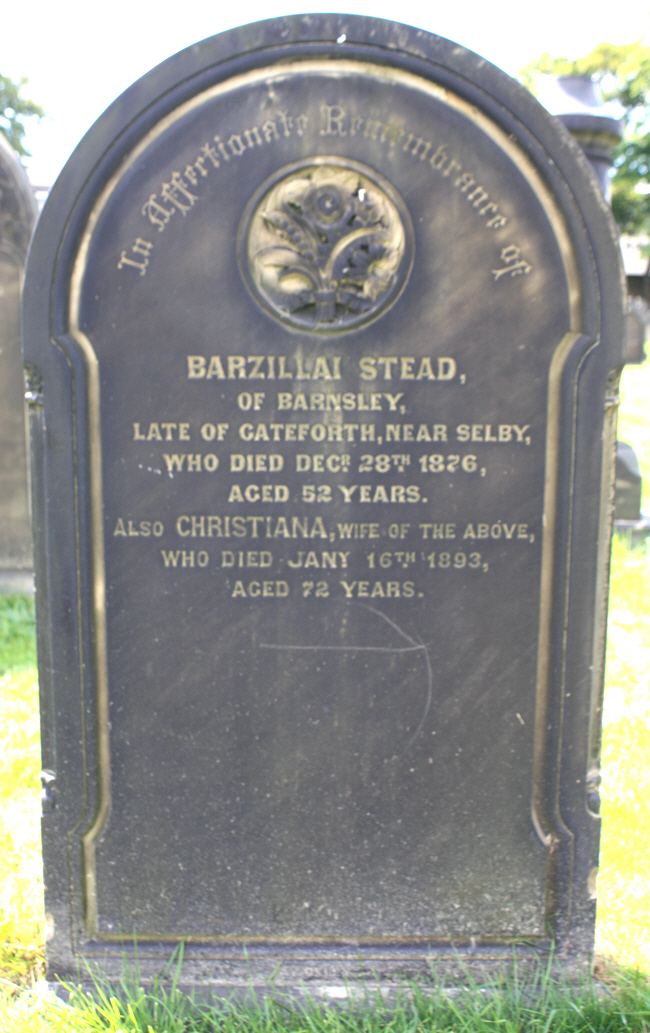 In Affectionate Remembrance of
BARZILLAI STEAD,
OF BARNSLEY,
LATE OF GATEFORTH, NEAR SELBY,
WHO DIED DECR 28TH 1876,
AGED 52 YEARS.
ALSO CHRISTIANA, WIFE OF THE ABOVE,
WHO DIED JANY 16TH 1893,
AGED 72 YEARS.